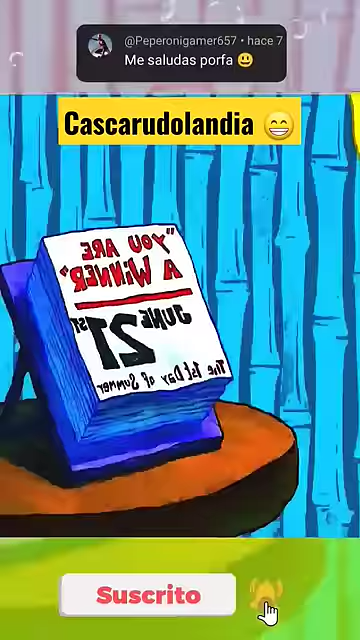 @Peperonigamer657 • hace 7
Me saludas porfa 😃
Cascarudolandia 😁
"YOU ARE
A WiNNER"
JUNE
21ST
The 1st Day of Summer
Suscrito